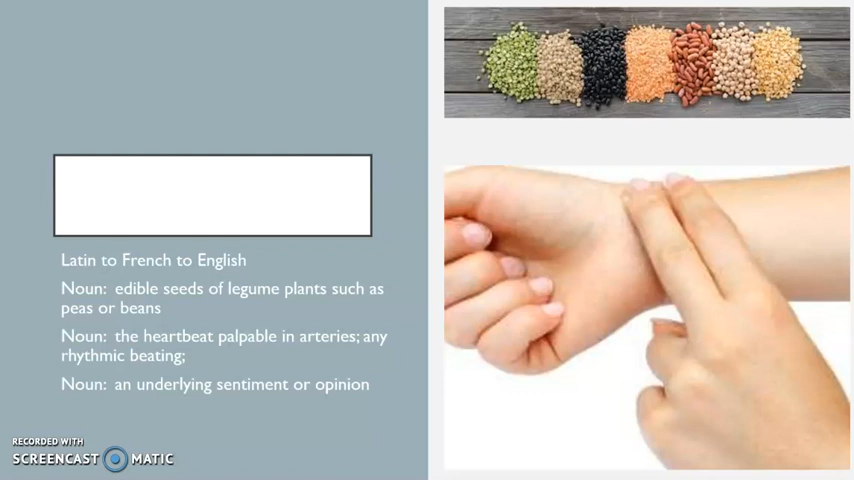 Latin to French to English
Noun:  edible seeds of legume plants such as
peas or beans
Noun:  the heartbeat palpable in arteries; any
rhythmic beating;
Noun:  an underlying sentiment or opinion
RECORDED WITH
SCREENCAST MATIC